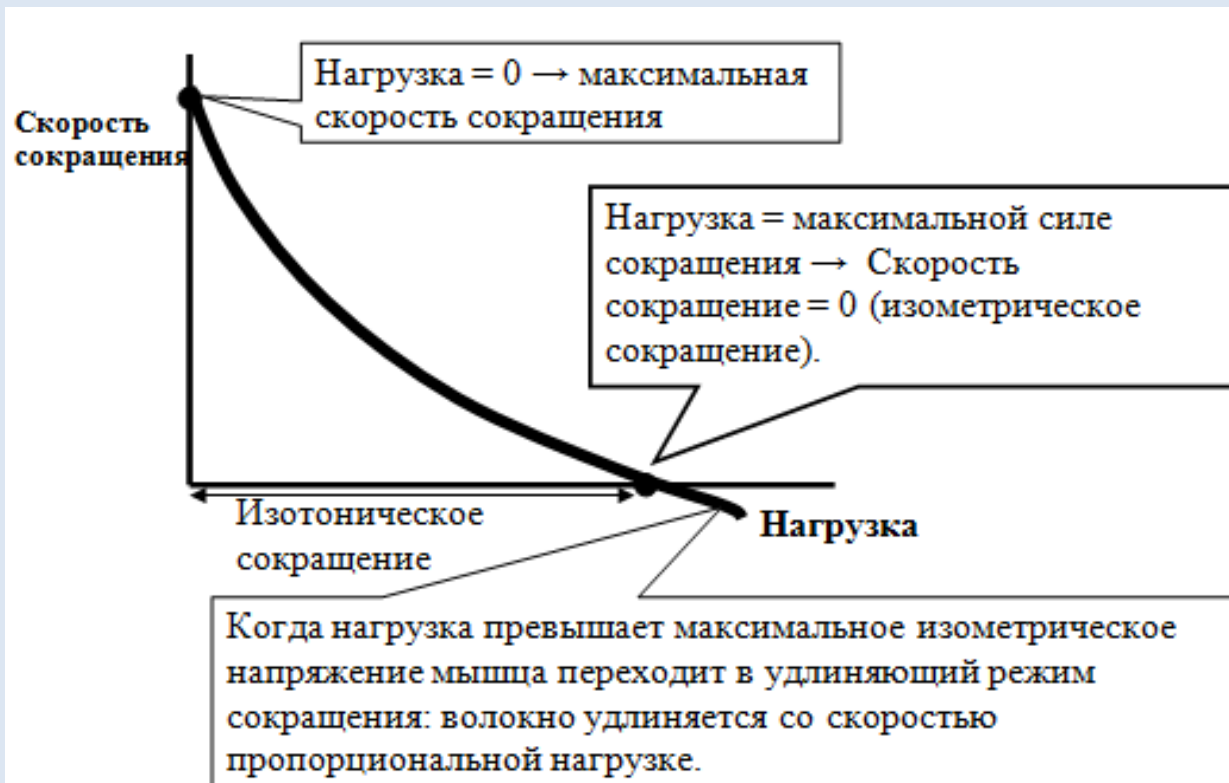 Нагрузка = 0 → максимальная
скорость сокращения
Скорость
сокращения
Нагрузка = максимальной силе
сокращения → Скорость
сокращение = 0 (изометрическое
сокращение).
Изотоническое
сокращение
Нагрузка
Когда нагрузка превышает максимальное изометрическое
напряжение мышца переходит в удлиняющий режим
сокращения: волокно удлиняется со скоростью
пропорциональной нагрузке.